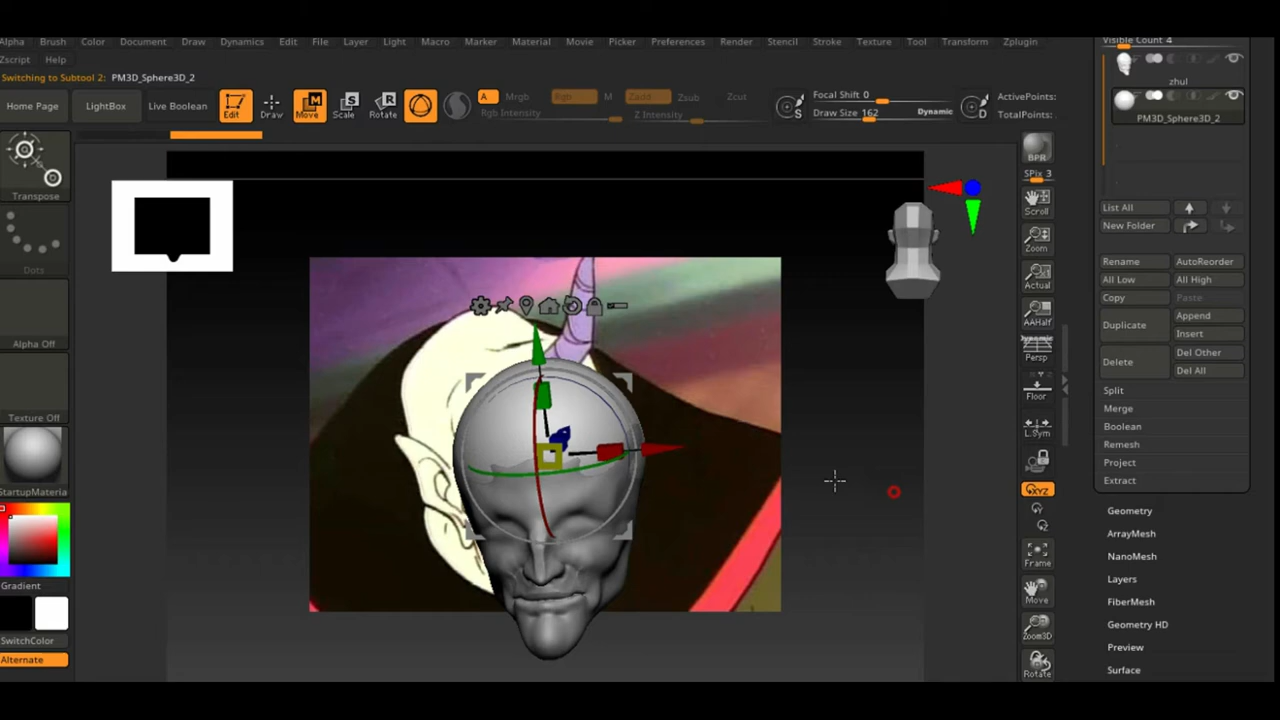 Alpha Brush Color Document Draw Dynamics Edit File Layer Light Macro Marker Material Movie Picker Preferences Render Stencil Stroke Texture Tool Transform Zplugin
Zscript Help
Switching to Subtool 2: PM3D_Sphere3D_2
Home Page LightBox Live Boolean Edit Draw Move Scale Rotate A Mrgb Rgb M Zadd Zsub Zcut
Rgb Intensity Z Intensity
S Focal Shift 0
Draw Size 162 Dynamic D
ActivePoints:
TotalPoints:
Transpose
Dots
Alpha Off
Texture Off
StartupMateria
Gradient
SwitchColor
Alternate
BPR
SPix 3
Scroll
Zoom
Actual
AAHalf
Dynamic
Persp
Floor
L.Sym
XYZ
Y
Z
Frame
Move
Zoom3D
Rotate
Visible Count 4
zhul
PM3D_Sphere3D_2
List All
New Folder
Rename AutoReorder
All Low All High
Copy Paste
Duplicate Append
Insert
Delete Del Other
Del All
Split
Merge
Boolean
Remesh
Project
Extract
Geometry
ArrayMesh
NanoMesh
Layers
FiberMesh
Geometry HD
Preview
Surface